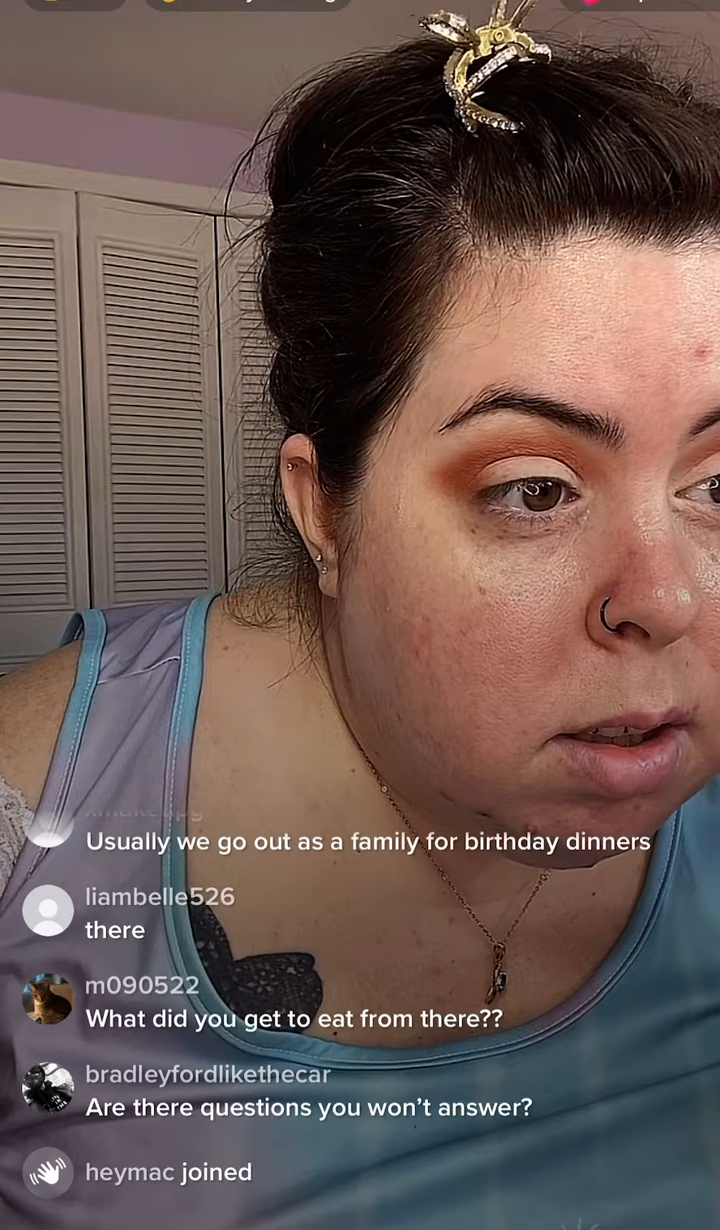 Usually we go out as a family for birthday dinners
liambelle526
there
m090522
What did you get to eat from there??
bradleyfordlikethecar
Are there questions you won’t answer?
heymac joined